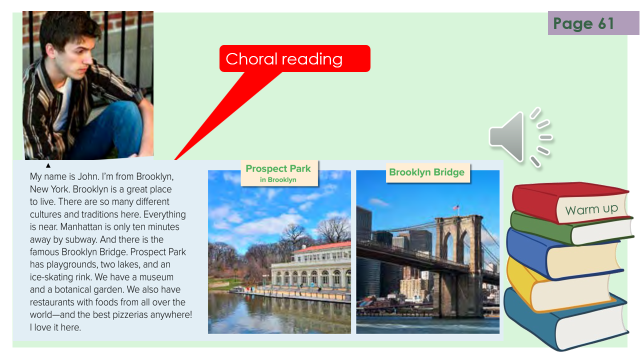 Page 61
Choral reading
My name is John. I'm from Brooklyn,
New York. Brooklyn is a great place
to live. There are so many different
cultures and traditions here. Everything
is near. Manhattan is only ten minutes
away by subway. And there is the
famous Brooklyn Bridge. Prospect Park
has playgrounds, two lakes, and an
ice-skating rink. We have a museum
and a botanical garden. We also have
restaurants with foods from all over the
world—and the best pizzerias anywhere!
I love it here.
Prospect Park
in Brooklyn
Brooklyn Bridge
Warm up